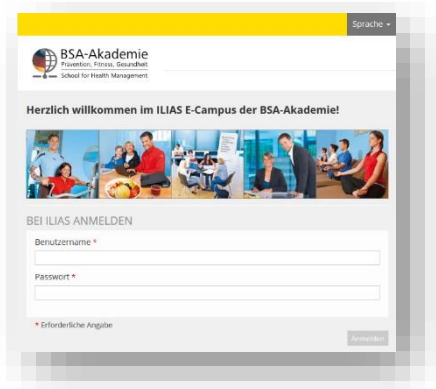 Sprache
BSA-Akademie
Prävention, Fitness, Gesundheit
School for Health Management
Herzlich willkommen im ILIAS E-Campus der BSA-Akademie!
BEI ILIAS ANMELDEN
Benutzername *
Passwort *
* Erforderliche Angabe
Anmelden